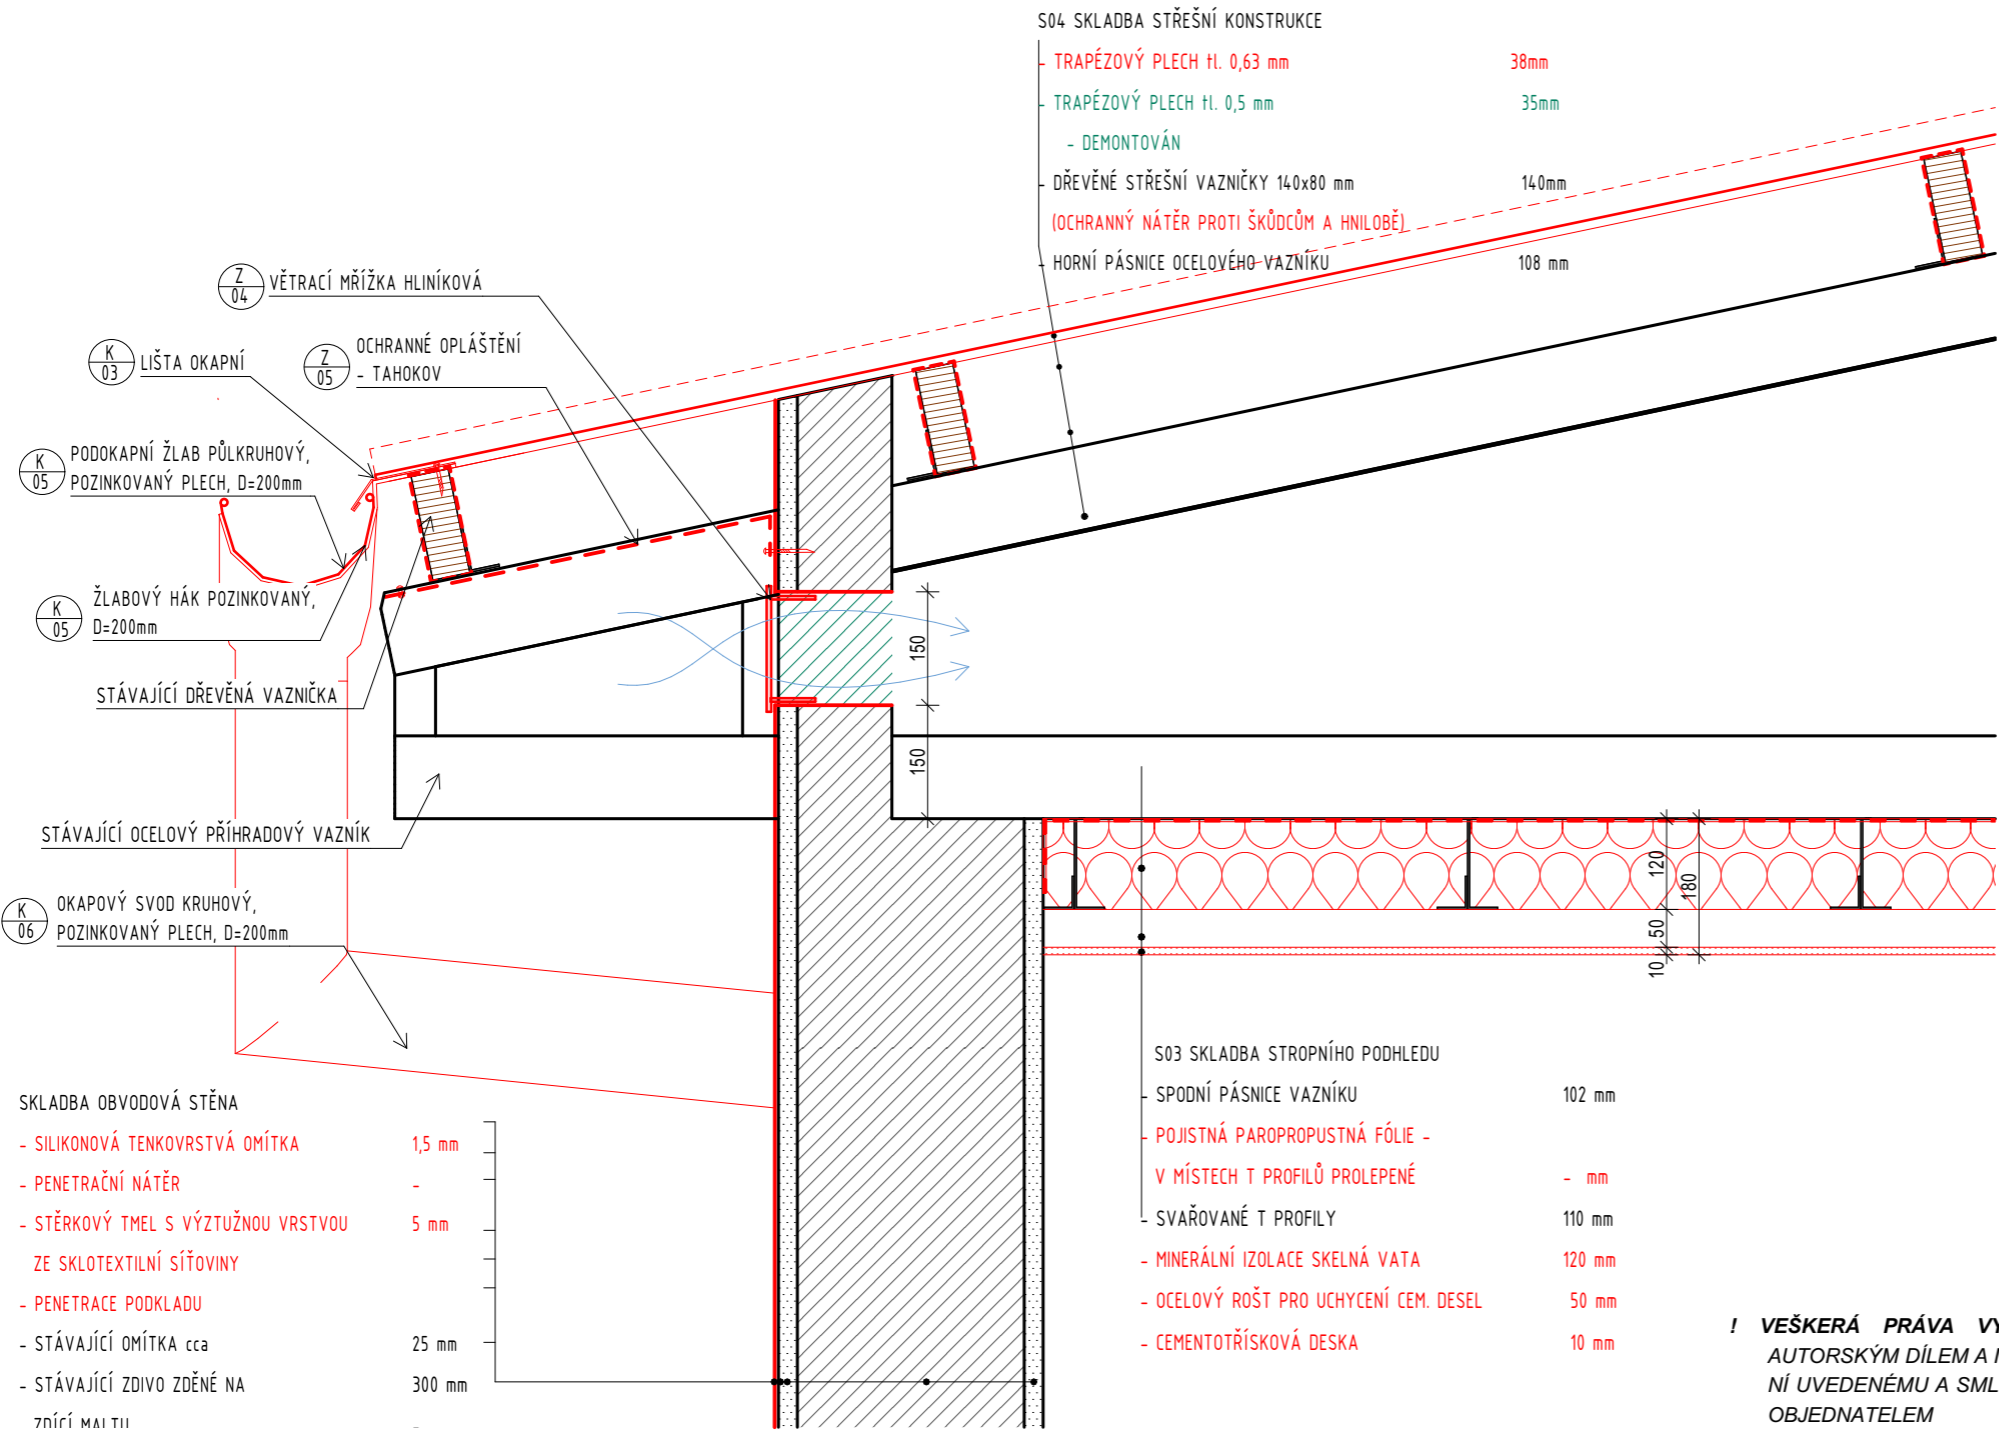 S04 SKLADBA STŘEŠNÍ KONSTRUKCE
- TRAPÉZOVÝ PLECH tl. 0,63 mm 38mm
- TRAPÉZOVÝ PLECH tl. 0,5 mm 35mm
- DEMONTOVÁN
- DŘEVĚNÉ STŘEŠNÍ VAZNIČKY 140x80 mm 140mm
(OCHRANNÝ NÁTĚR PROTI ŠKŮDCŮM A HNILOBĚ)
- HORNÍ PÁSNICE OCELOVÉHO VAZNÍKU 108 mm
Z
04
VĚTRACÍ MŘÍŽKA HLINÍKOVÁ
K
03
LIŠTA OKAPNÍ
Z
05
OCHRANNÉ OPLÁŠTĚNÍ
- TAHOKOV
K
05
PODOKAPNÍ ŽLAB PŮLKRUHOVÝ,
POZINKOVANÝ PLECH, D=200mm
K
05
ŽLABOVÝ HÁK POZINKOVANÝ,
D=200mm
STÁVAJÍCÍ DŘEVĚNÁ VAZNIČKA
STÁVAJÍCÍ OCELOVÝ PŘÍHRADOVÝ VAZNÍK
K
06
OKAPOVÝ SVOD KRUHOVÝ,
POZINKOVANÝ PLECH, D=200mm
150
150
120
180
50
10
SKLADBA OBVODOVÁ STĚNA
- SILIKONOVÁ TENKOVRSTVÁ OMÍTKA 1,5 mm
- PENETRAČNÍ NÁTĚR -
- STĚRKOVÝ TMEL S VÝZTUŽNOU VRSTVOU 5 mm
ZE SKLOTEXTILNÍ SÍŤOVINY
- PENETRACE PODKLADU
- STÁVAJÍCÍ OMÍTKA cca 25 mm
- STÁVAJÍCÍ ZDIVO ZDĚNÉ NA 300 mm
ZDÍCÍ MALTU -
S03 SKLADBA STROPNÍHO PODHLEDU
- SPODNÍ PÁSNICE VAZNÍKU 102 mm
- POJISTNÁ PAROPROPUSTNÁ FÓLIE -
V MÍSTECH T PROFILŮ PROLEPENÉ - mm
- SVAŘOVANÉ T PROFILY 110 mm
- MINERÁLNÍ IZOLACE SKELNÁ VATA 120 mm
- OCELOVÝ ROŠT PRO UCHYCENÍ CEM. DESEL 50 mm
- CEMENTOTŘÍSKOVÁ DESKA 10 mm
! VEŠKERÁ PRÁVA VY
AUTORSKÝM DÍLEM A
NÍ UVEDENÉMU A SML
OBJEDNATELEM